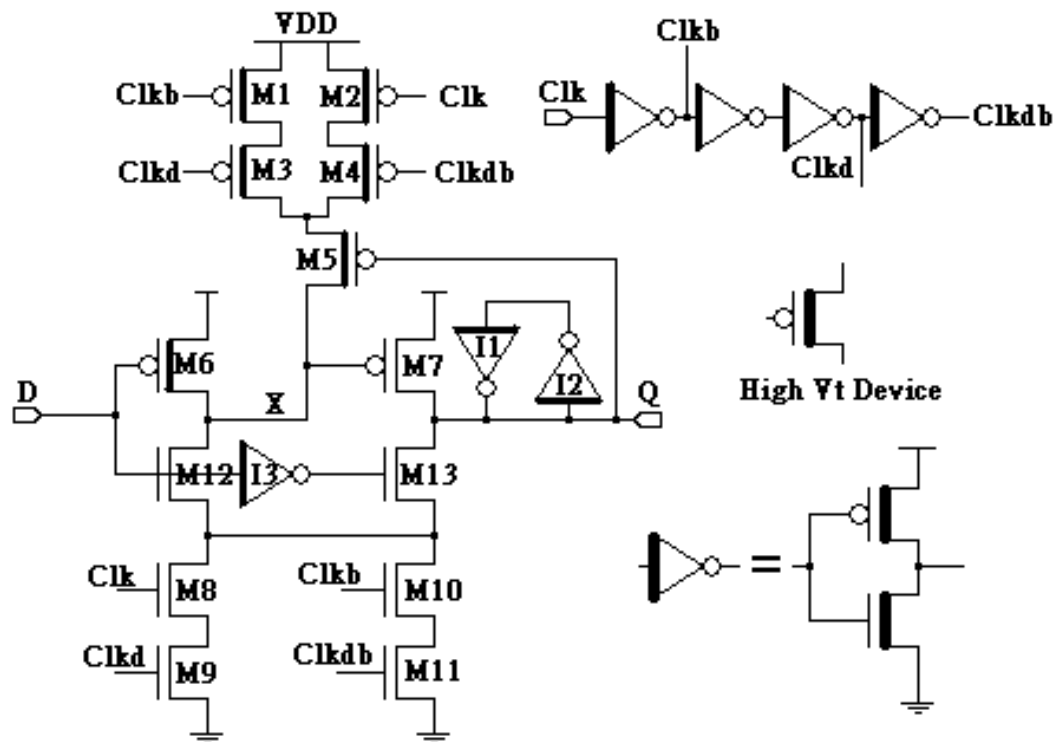 VDD
Clkb
Clkb M1 M2 Clk
Clk
Clkdb
Clkd M3 M4 Clkdb
Clkd
M5
M6 M7 I1 I2
D X Q
High Vt Device
M12 I3 M13
Clk M8 Clkb M10
=
Clkd M9 Clkdb M11